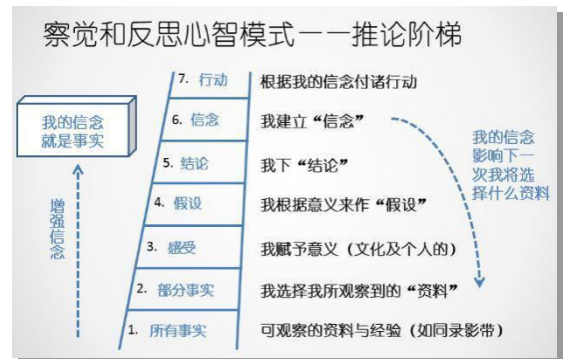 察觉和反思心智模式——推论阶梯
7. 行动 根据我的信念付诸行动
6. 信念 我建立“信念”
5. 结论 我下“结论”
4. 假设 我根据意义来作“假设”
3. 感受 我赋予意义（文化及个人的）
2. 部分事实 我选择我所观察到的“资料”
1. 所有事实 可观察的资料与经验（如同录影带）
我的信念
就是事实
增强信念
我的信念
影响下一
次我将选
择什么资料